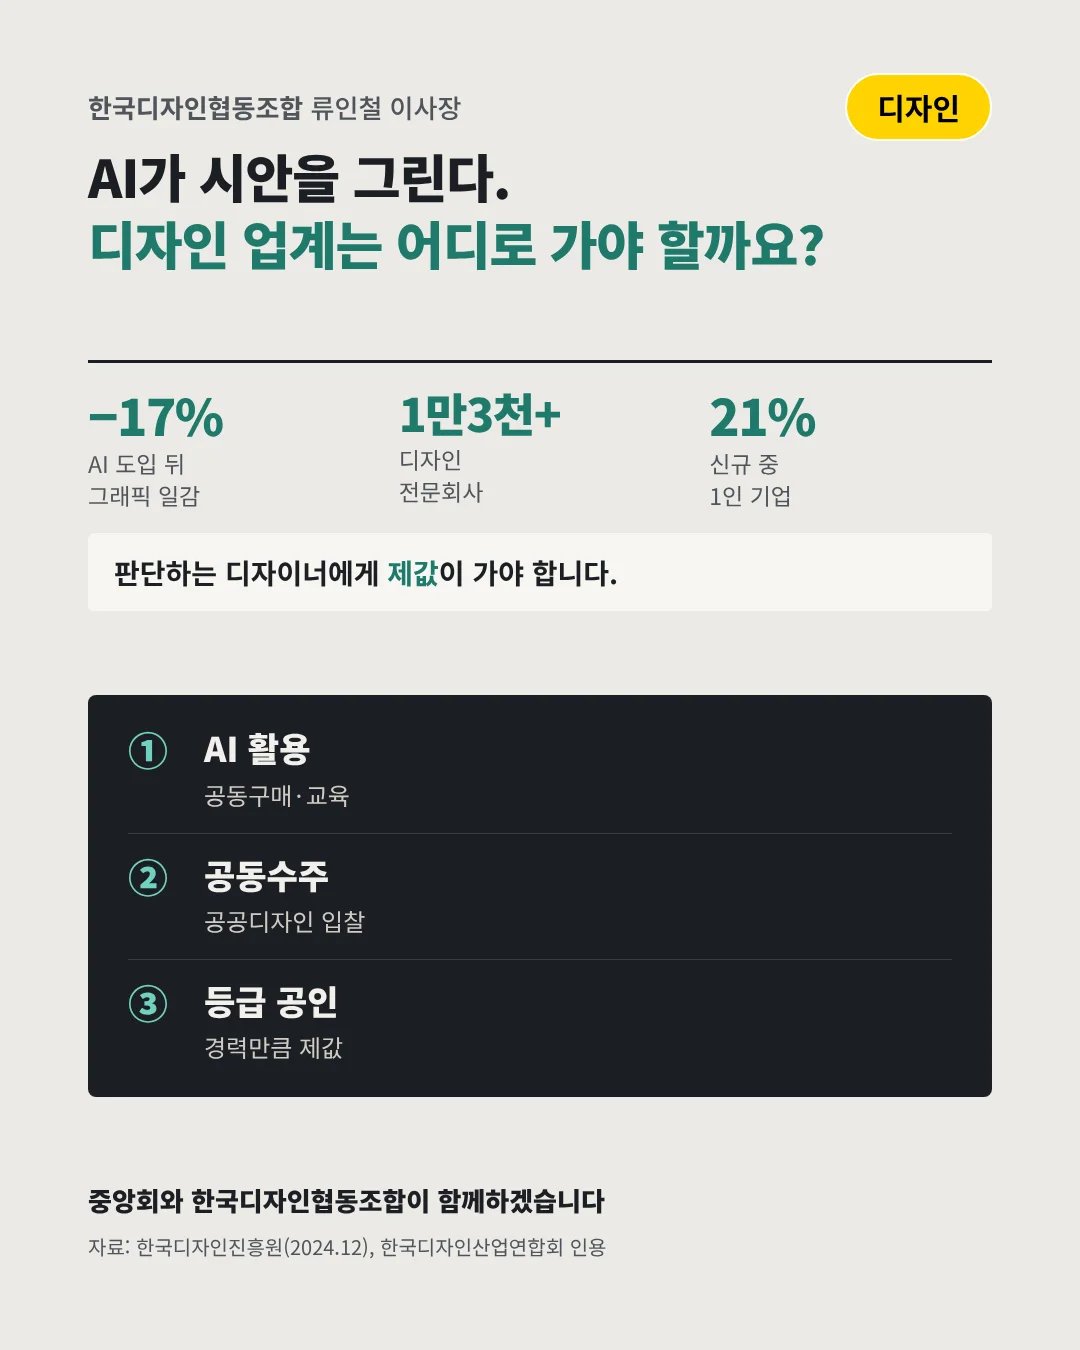 한국디자인협동조합 류인철 이사장
디자인
AI가 시안을 그린다.
디자인 업계는 어디로 가야 할까요?
−17%
AI 도입 뒤
그래픽 일감
1만3천+
디자인
전문회사
21%
신규 중
1인 기업
판단하는 디자이너에게 제값이 가야 합니다.
① AI 활용
공동구매·교육
② 공동수주
공공디자인 입찰
③ 등급 공인
경력만큼 제값
중앙회와 한국디자인협동조합이 함께하겠습니다
자료: 한국디자인진흥원(2024.12), 한국디자인산업연합회 인용